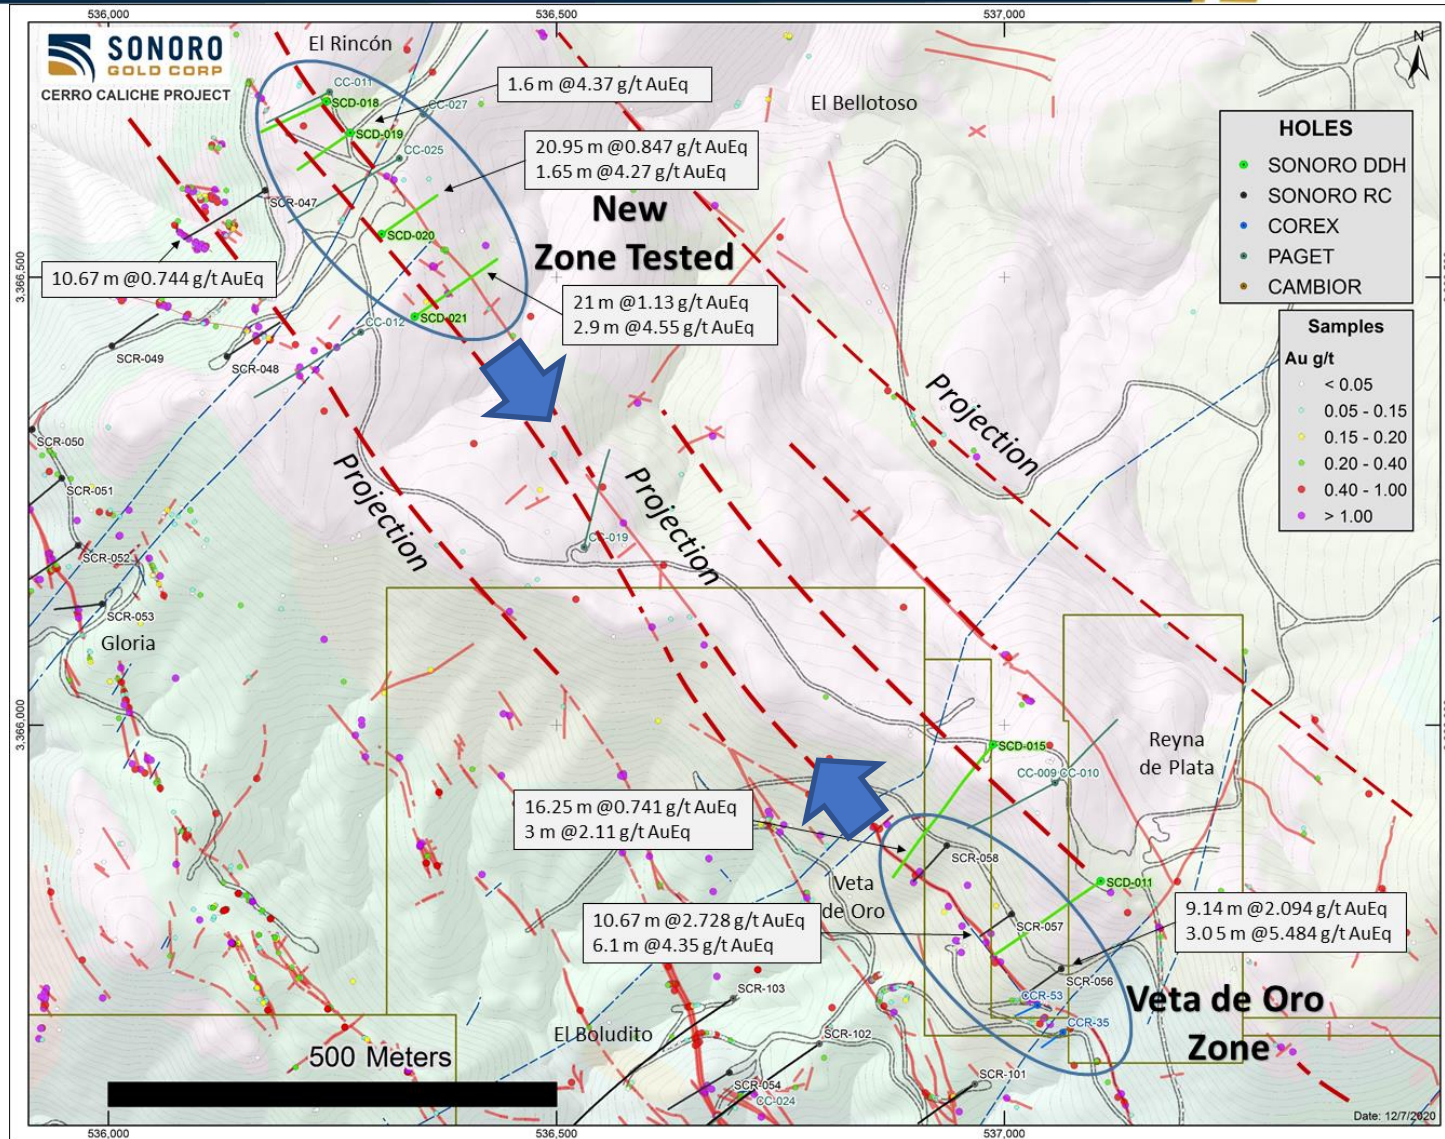 536,000
536,500
537,000
SONORO
GOLD CORP
CERRO CALICHE PROJECT
El Rincón
N
CC-011
SCD-018
CC-027
1.6 m @4.37 g/t AuEq
El Bellotoso
SCD-019
CC-025
20.95 m @0.847 g/t AuEq
1.65 m @4.27 g/t AuEq
HOLES
SONORO DDH
SONORO RC
COREX
PAGET
CAMBIOR
SCR-047
New
Zone Tested
SCD-020
3,366,500
10.67 m @0.744 g/t AuEq
21 m @1.13 g/t AuEq
2.9 m @4.55 g/t AuEq
SCD-021
CC-012
SCR-049
SCR-048
Samples
Au g/t
< 0.05
0.05 - 0.15
0.15 - 0.20
0.20 - 0.40
0.40 - 1.00
> 1.00
Projection
Projection
Projection
SCR-050
SCR-051
CC-019
SCR-052
SCR-053
Gloria
3,366,000
SCD-015
Reyna
de Plata
CC-009
CC-010
16.25 m @0.741 g/t AuEq
3 m @2.11 g/t AuEq
SCR-058
Veta
de Oro
SCD-011
10.67 m @2.728 g/t AuEq
6.1 m @4.35 g/t AuEq
SCR-057
9.14 m @2.094 g/t AuEq
3.05 m @5.484 g/t AuEq
SCR-056
SCR-103
CCR-53
Veta de Oro
Zone
CCR-35
El Boludito
SCR-102
500 Meters
SCR-101
SCR-054
CC-024
Date: 12/7/2020
536,000
536,500
537,000